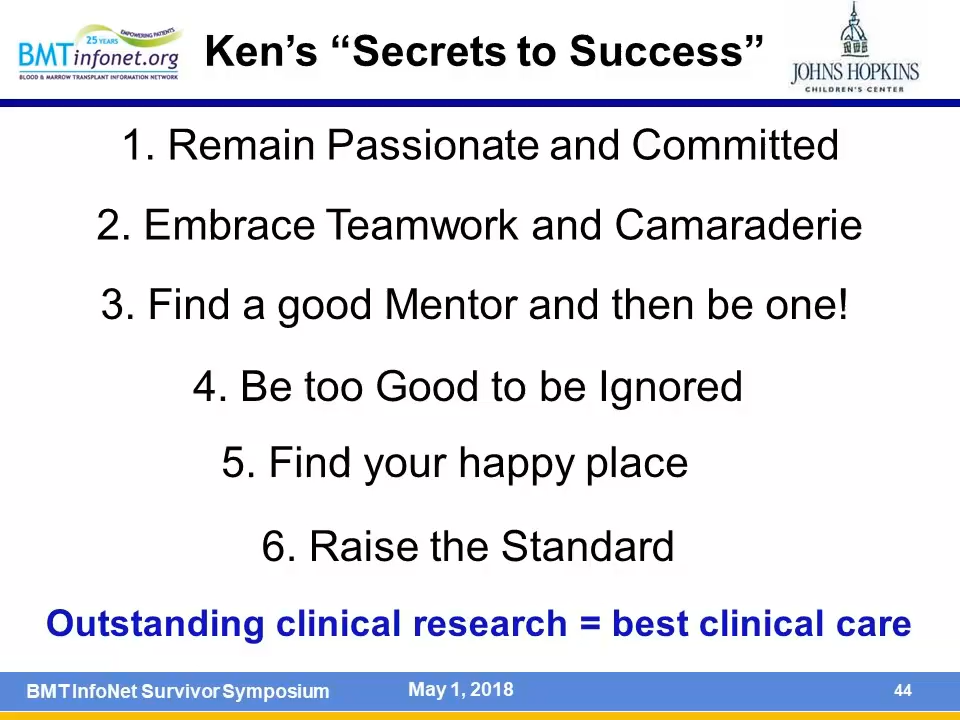 25 YEARS EMPOWERING PATIENTS
BMTinfonet.org
BLOOD & MARROW TRANSPLANT INFORMATION NETWORK
Ken’s “Secrets to Success”
JOHNS HOPKINS
CHILDREN'S CENTER
1. Remain Passionate and Committed
2. Embrace Teamwork and Camaraderie
3. Find a good Mentor and then be one!
4. Be too Good to be Ignored
5. Find your happy place
6. Raise the Standard
Outstanding clinical research = best clinical care
BMT InfoNet Survivor Symposium May 1, 2018 44